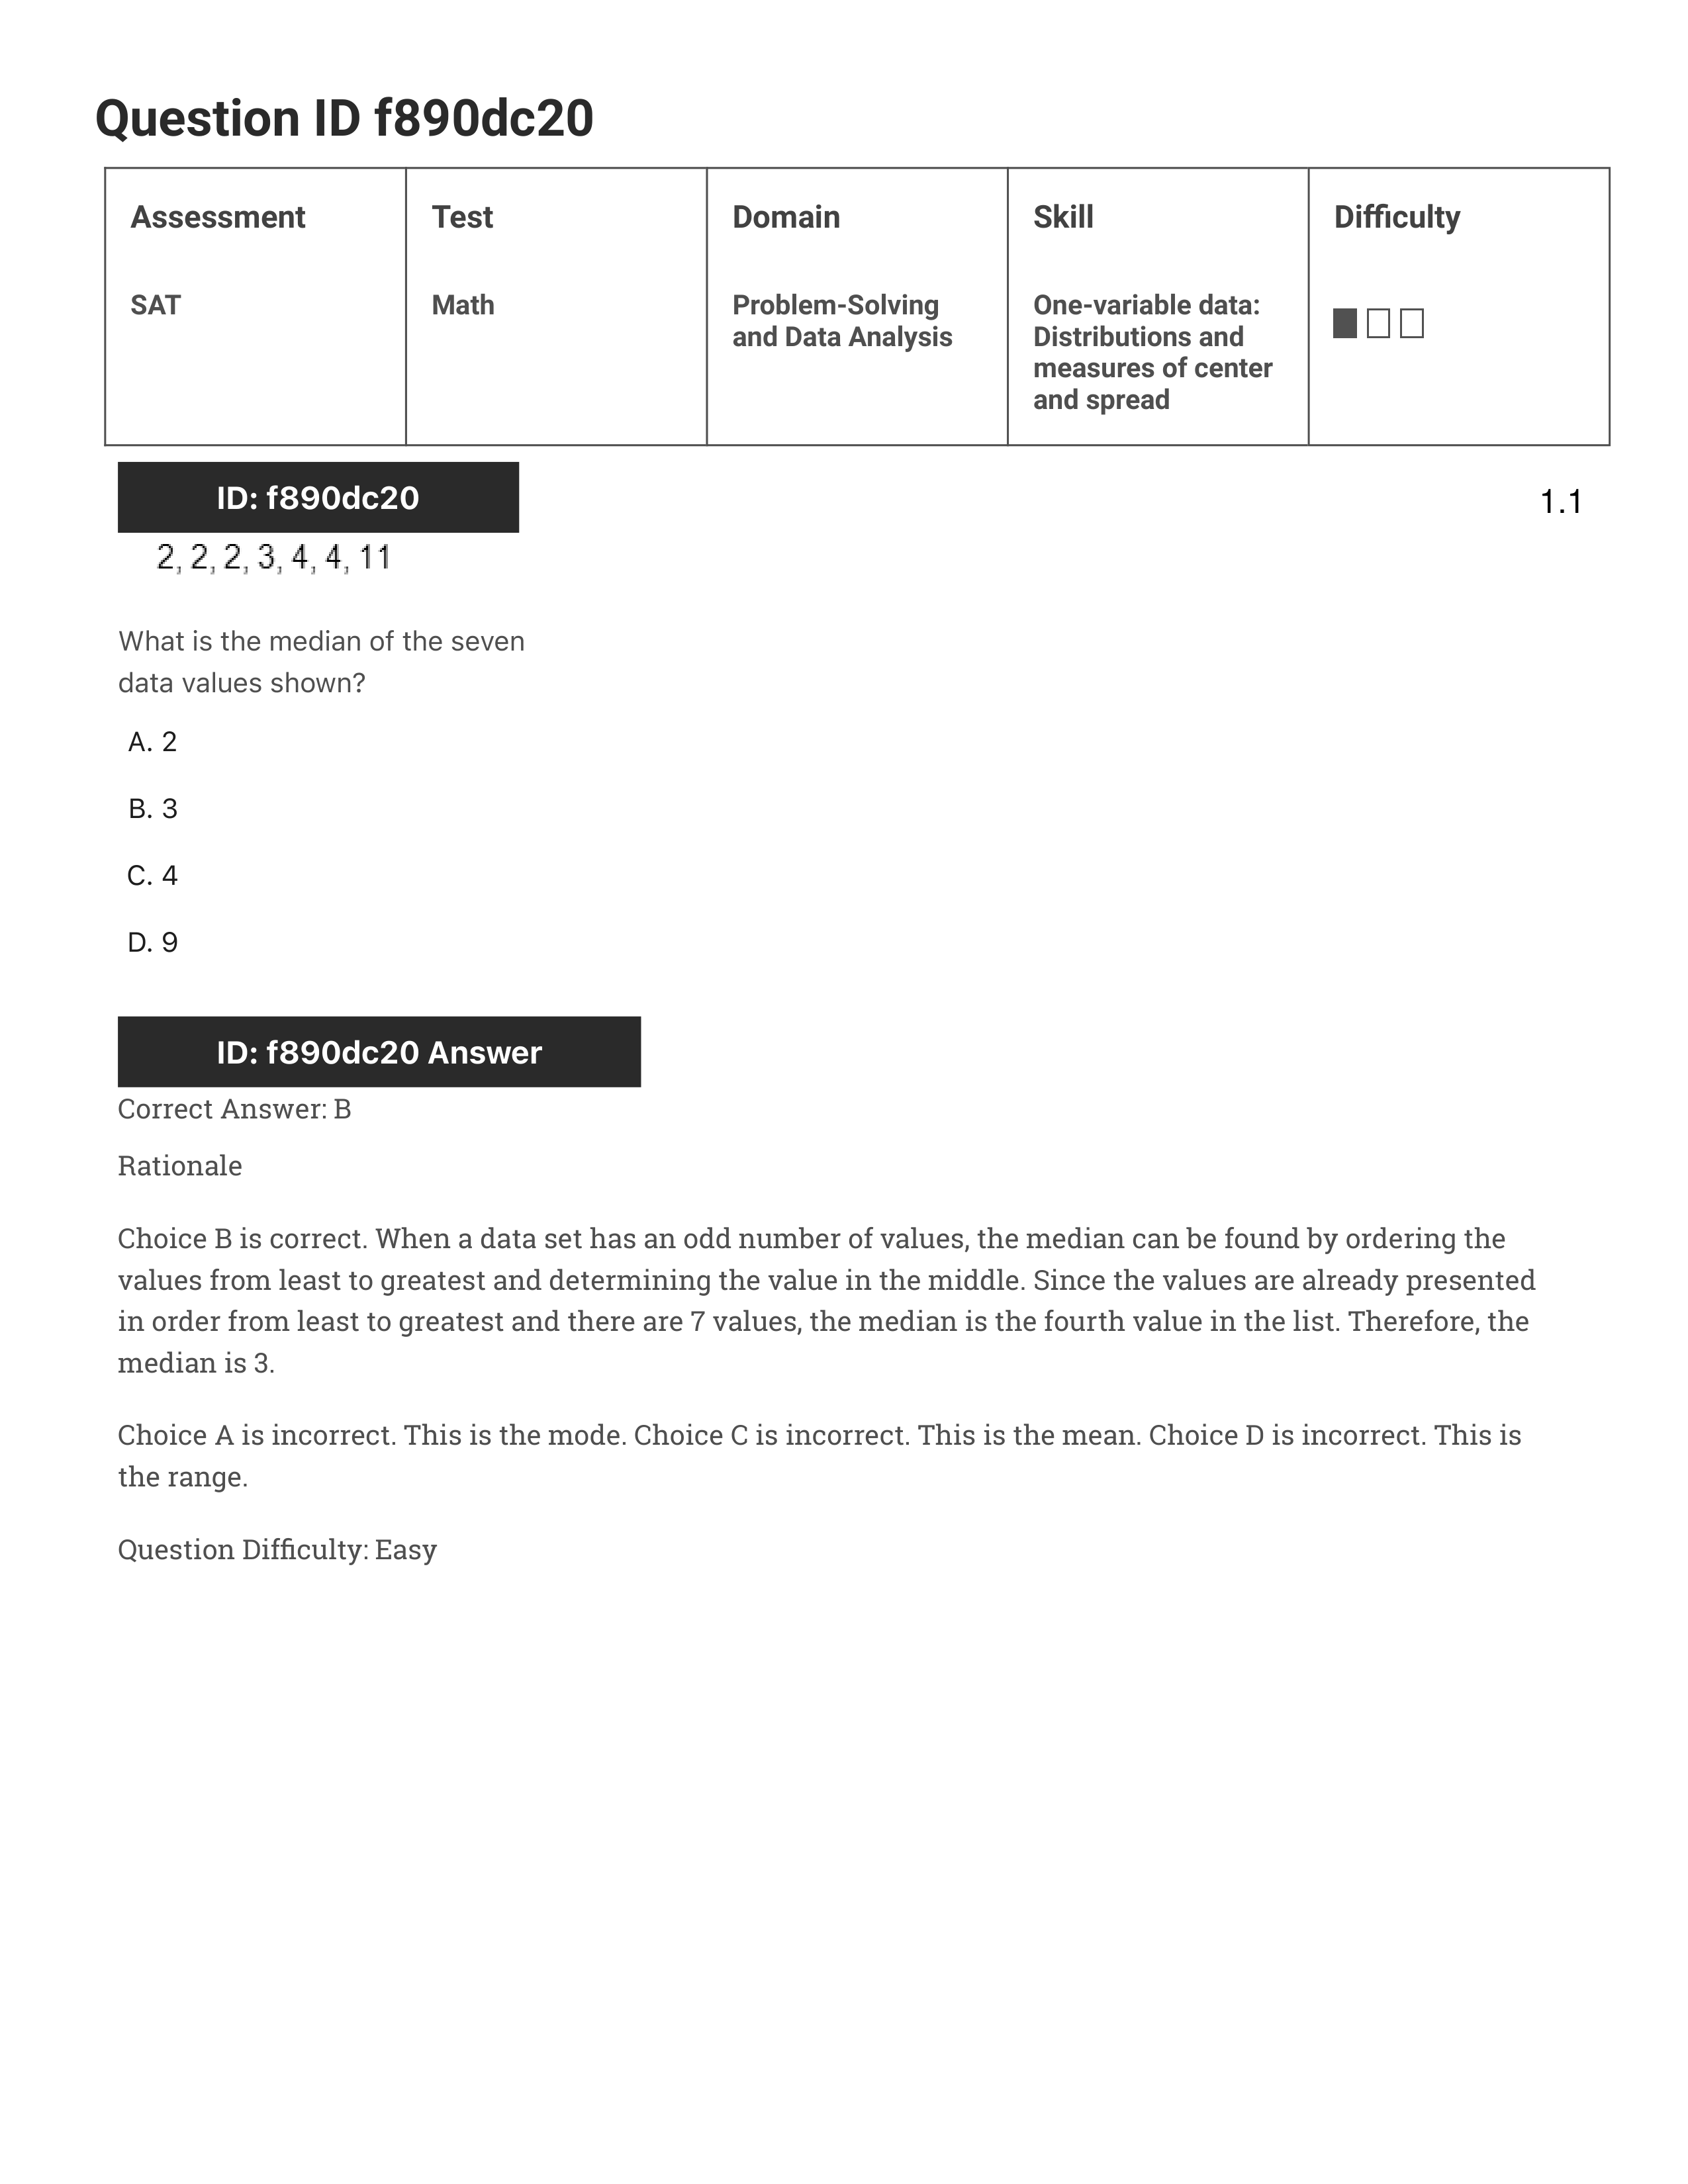 Question ID f890dc20
Assessment Test Domain Skill Difficulty
SAT Math Problem-Solving and Data Analysis One-variable data: Distributions and measures of center and spread
ID: f890dc20
1.1
2, 2, 2, 3, 4, 4, 11
What is the median of the seven
data values shown?
A. 2
B. 3
C. 4
D. 9
ID: f890dc20 Answer
Correct Answer: B
Rationale
Choice B is correct. When a data set has an odd number of values, the median can be found by ordering the
values from least to greatest and determining the value in the middle. Since the values are already presented
in order from least to greatest and there are 7 values, the median is the fourth value in the list. Therefore, the
median is 3.
Choice A is incorrect. This is the mode. Choice C is incorrect. This is the mean. Choice D is incorrect. This is
the range.
Question Difficulty: Easy